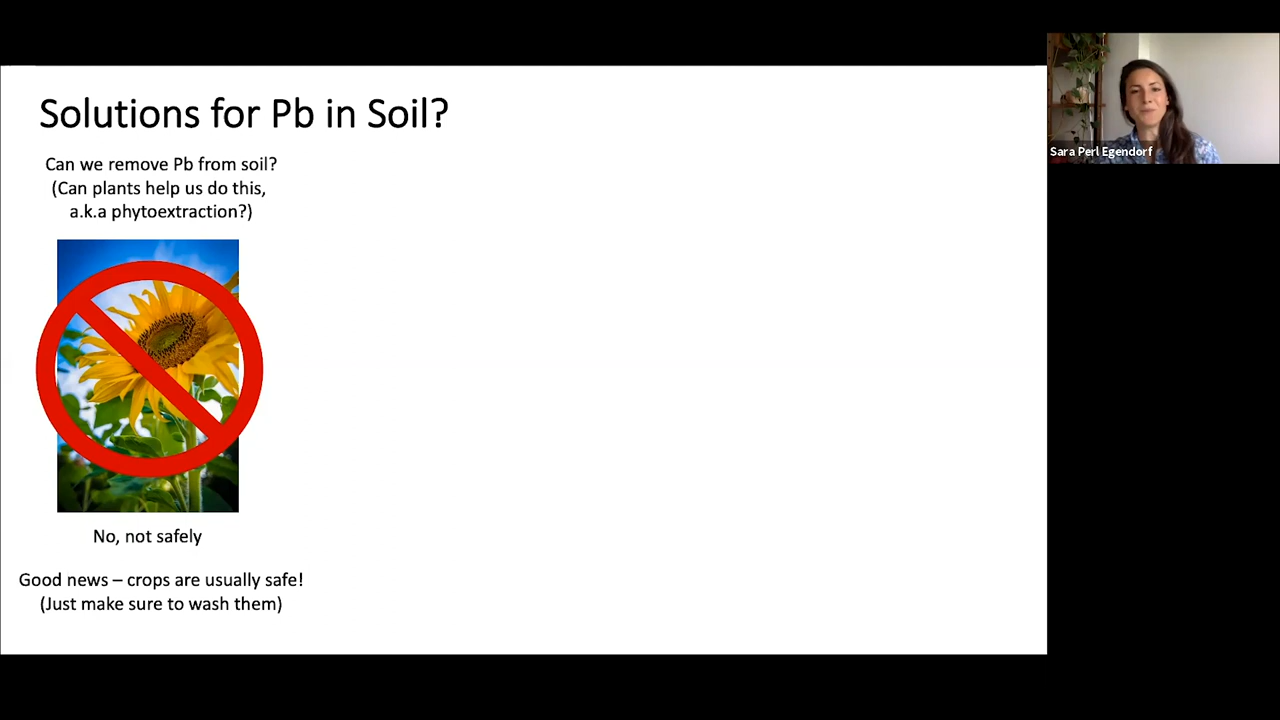 Solutions for Pb in Soil?
Can we remove Pb from soil?
(Can plants help us do this,
a.k.a phytoextraction?)
No, not safely
Good news – crops are usually safe!
(Just make sure to wash them)
Sara Perl Egendorf